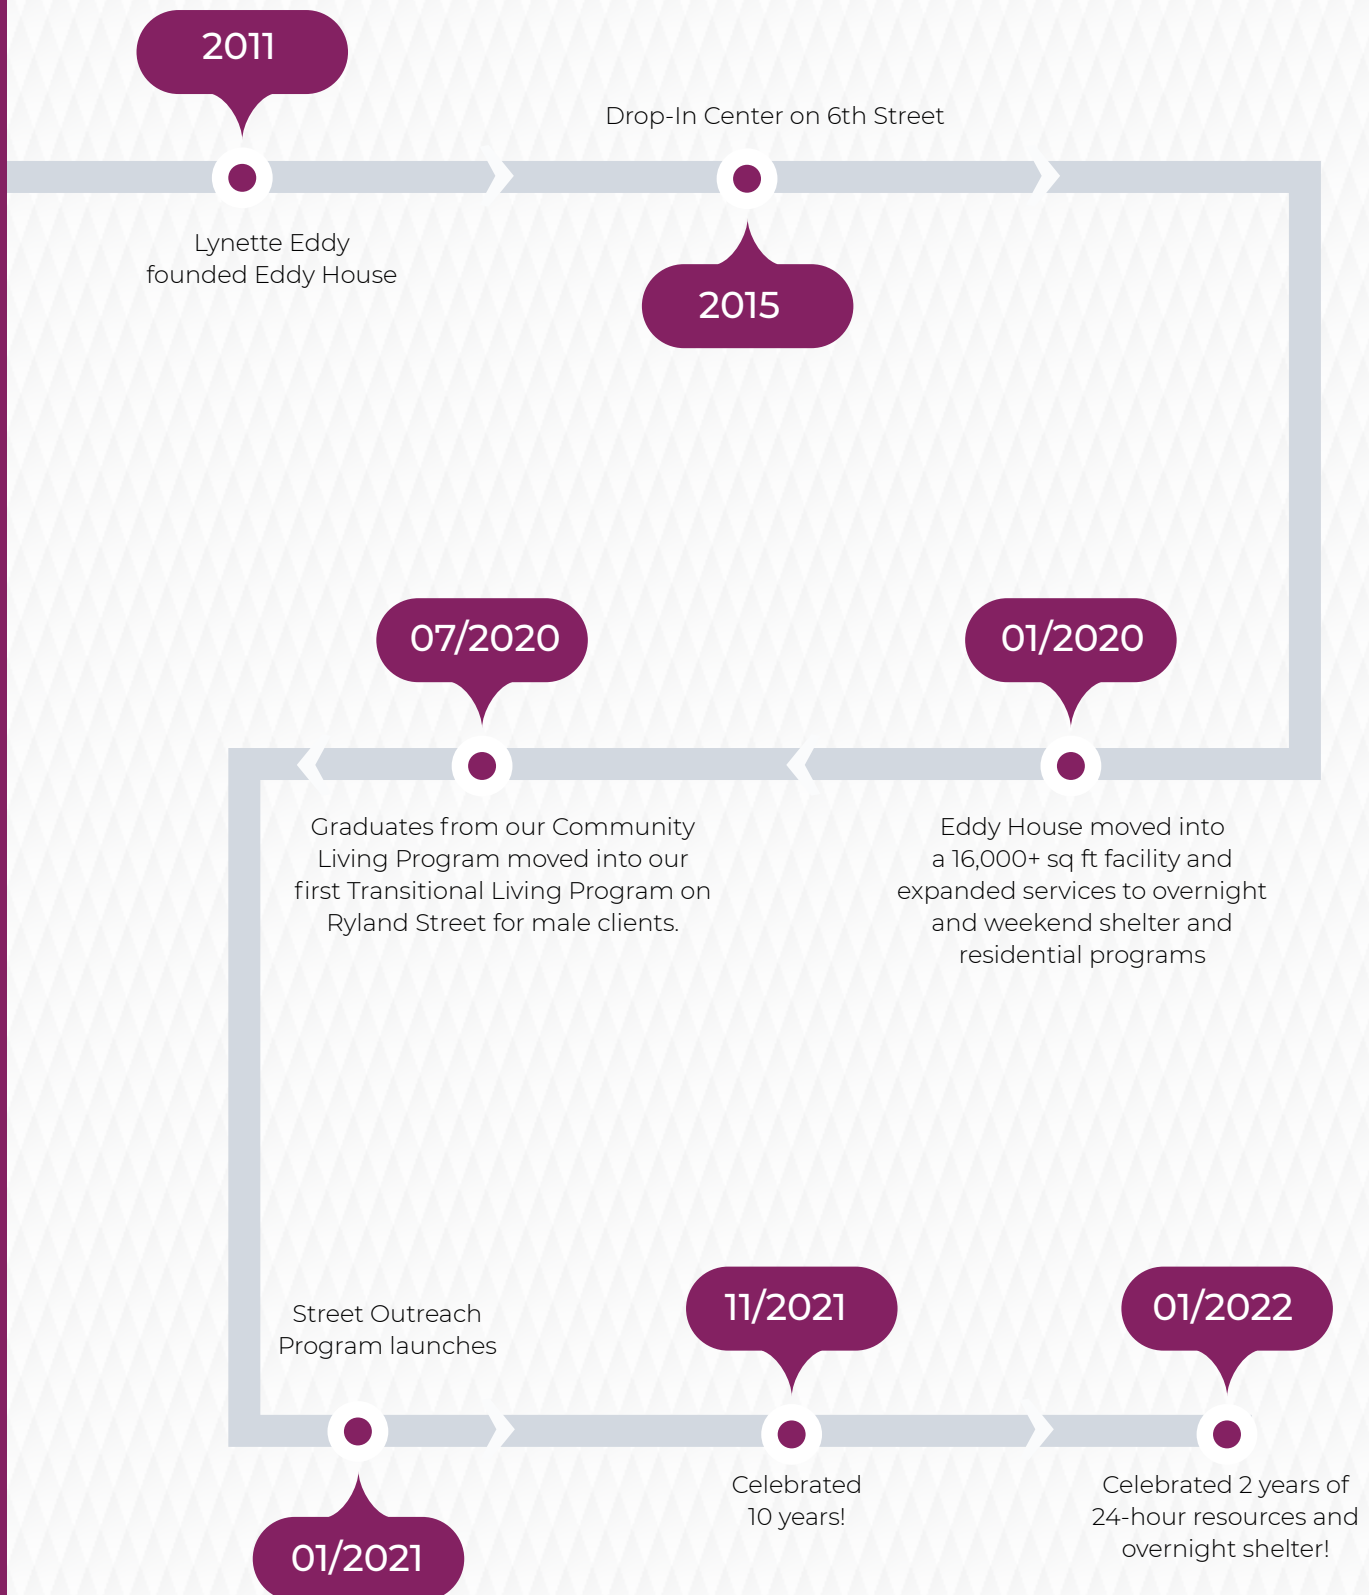 2011
Lynette Eddy
founded Eddy House
Drop-In Center on 6th Street
2015
01/2020
Eddy House moved into
a 16,000+ sq ft facility and
expanded services to overnight
and weekend shelter and
residential programs
07/2020
Graduates from our Community
Living Program moved into our
first Transitional Living Program on
Ryland Street for male clients.
Street Outreach
Program launches
01/2021
11/2021
Celebrated
10 years!
01/2022
Celebrated 2 years of
24-hour resources and
overnight shelter!